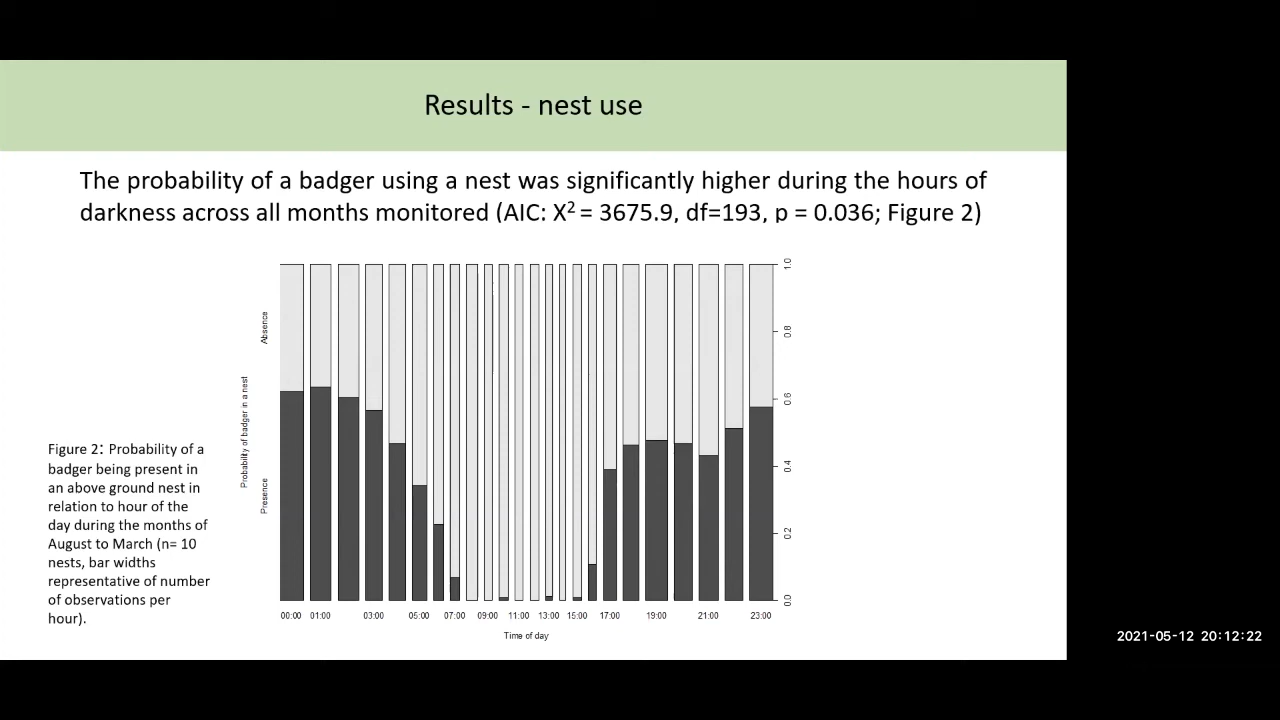 Results - nest use
The probability of a badger using a nest was significantly higher during the hours of
darkness across all months monitored (AIC: X² = 3675.9, df=193, p = 0.036; Figure 2)
Absence
Probability of badger in a nest
Presence
1.0
0.8
0.6
0.4
0.2
0.0
00:00 01:00 03:00 05:00 07:00 09:00 11:00 13:00 15:00 17:00 19:00 21:00 23:00
Time of day
Figure 2: Probability of a
badger being present in
an above ground nest in
relation to hour of the
day during the months of
August to March (n= 10
nests, bar widths
representative of number
of observations per
hour).
2021-05-12 20:12:22